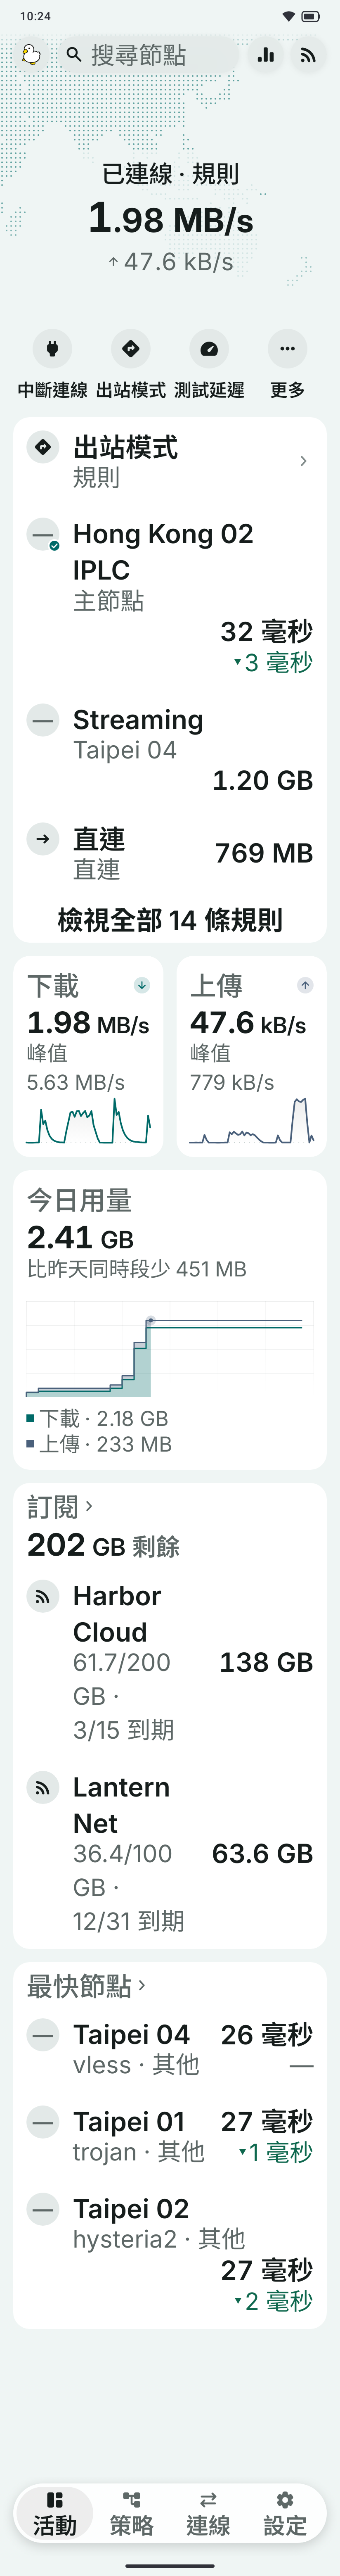 10:24
搜尋節點
已連線 · 規則
1.98 MB/s
↑ 47.6 kB/s
中斷連線 出站模式 測試延遲 更多
出站模式
規則
Hong Kong 02
IPLC
主節點
32 毫秒
▼3 毫秒
Streaming
Taipei 04
1.20 GB
直連
直連
769 MB
檢視全部 14 條規則
下載
1.98 MB/s
峰值
5.63 MB/s
上傳
47.6 kB/s
峰值
779 kB/s
今日用量
2.41 GB
比昨天同時段少 451 MB
下載 · 2.18 GB
上傳 · 233 MB
訂閱
202 GB 剩餘
Harbor
Cloud
61.7/200
GB ·
3/15 到期
138 GB
Lantern
Net
36.4/100
GB ·
12/31 到期
63.6 GB
最快節點
Taipei 04 26 毫秒
vless · 其他 —
Taipei 01 27 毫秒
trojan · 其他 ▼1 毫秒
Taipei 02
hysteria2 · 其他
27 毫秒
▼2 毫秒
活動 策略 連線 設定